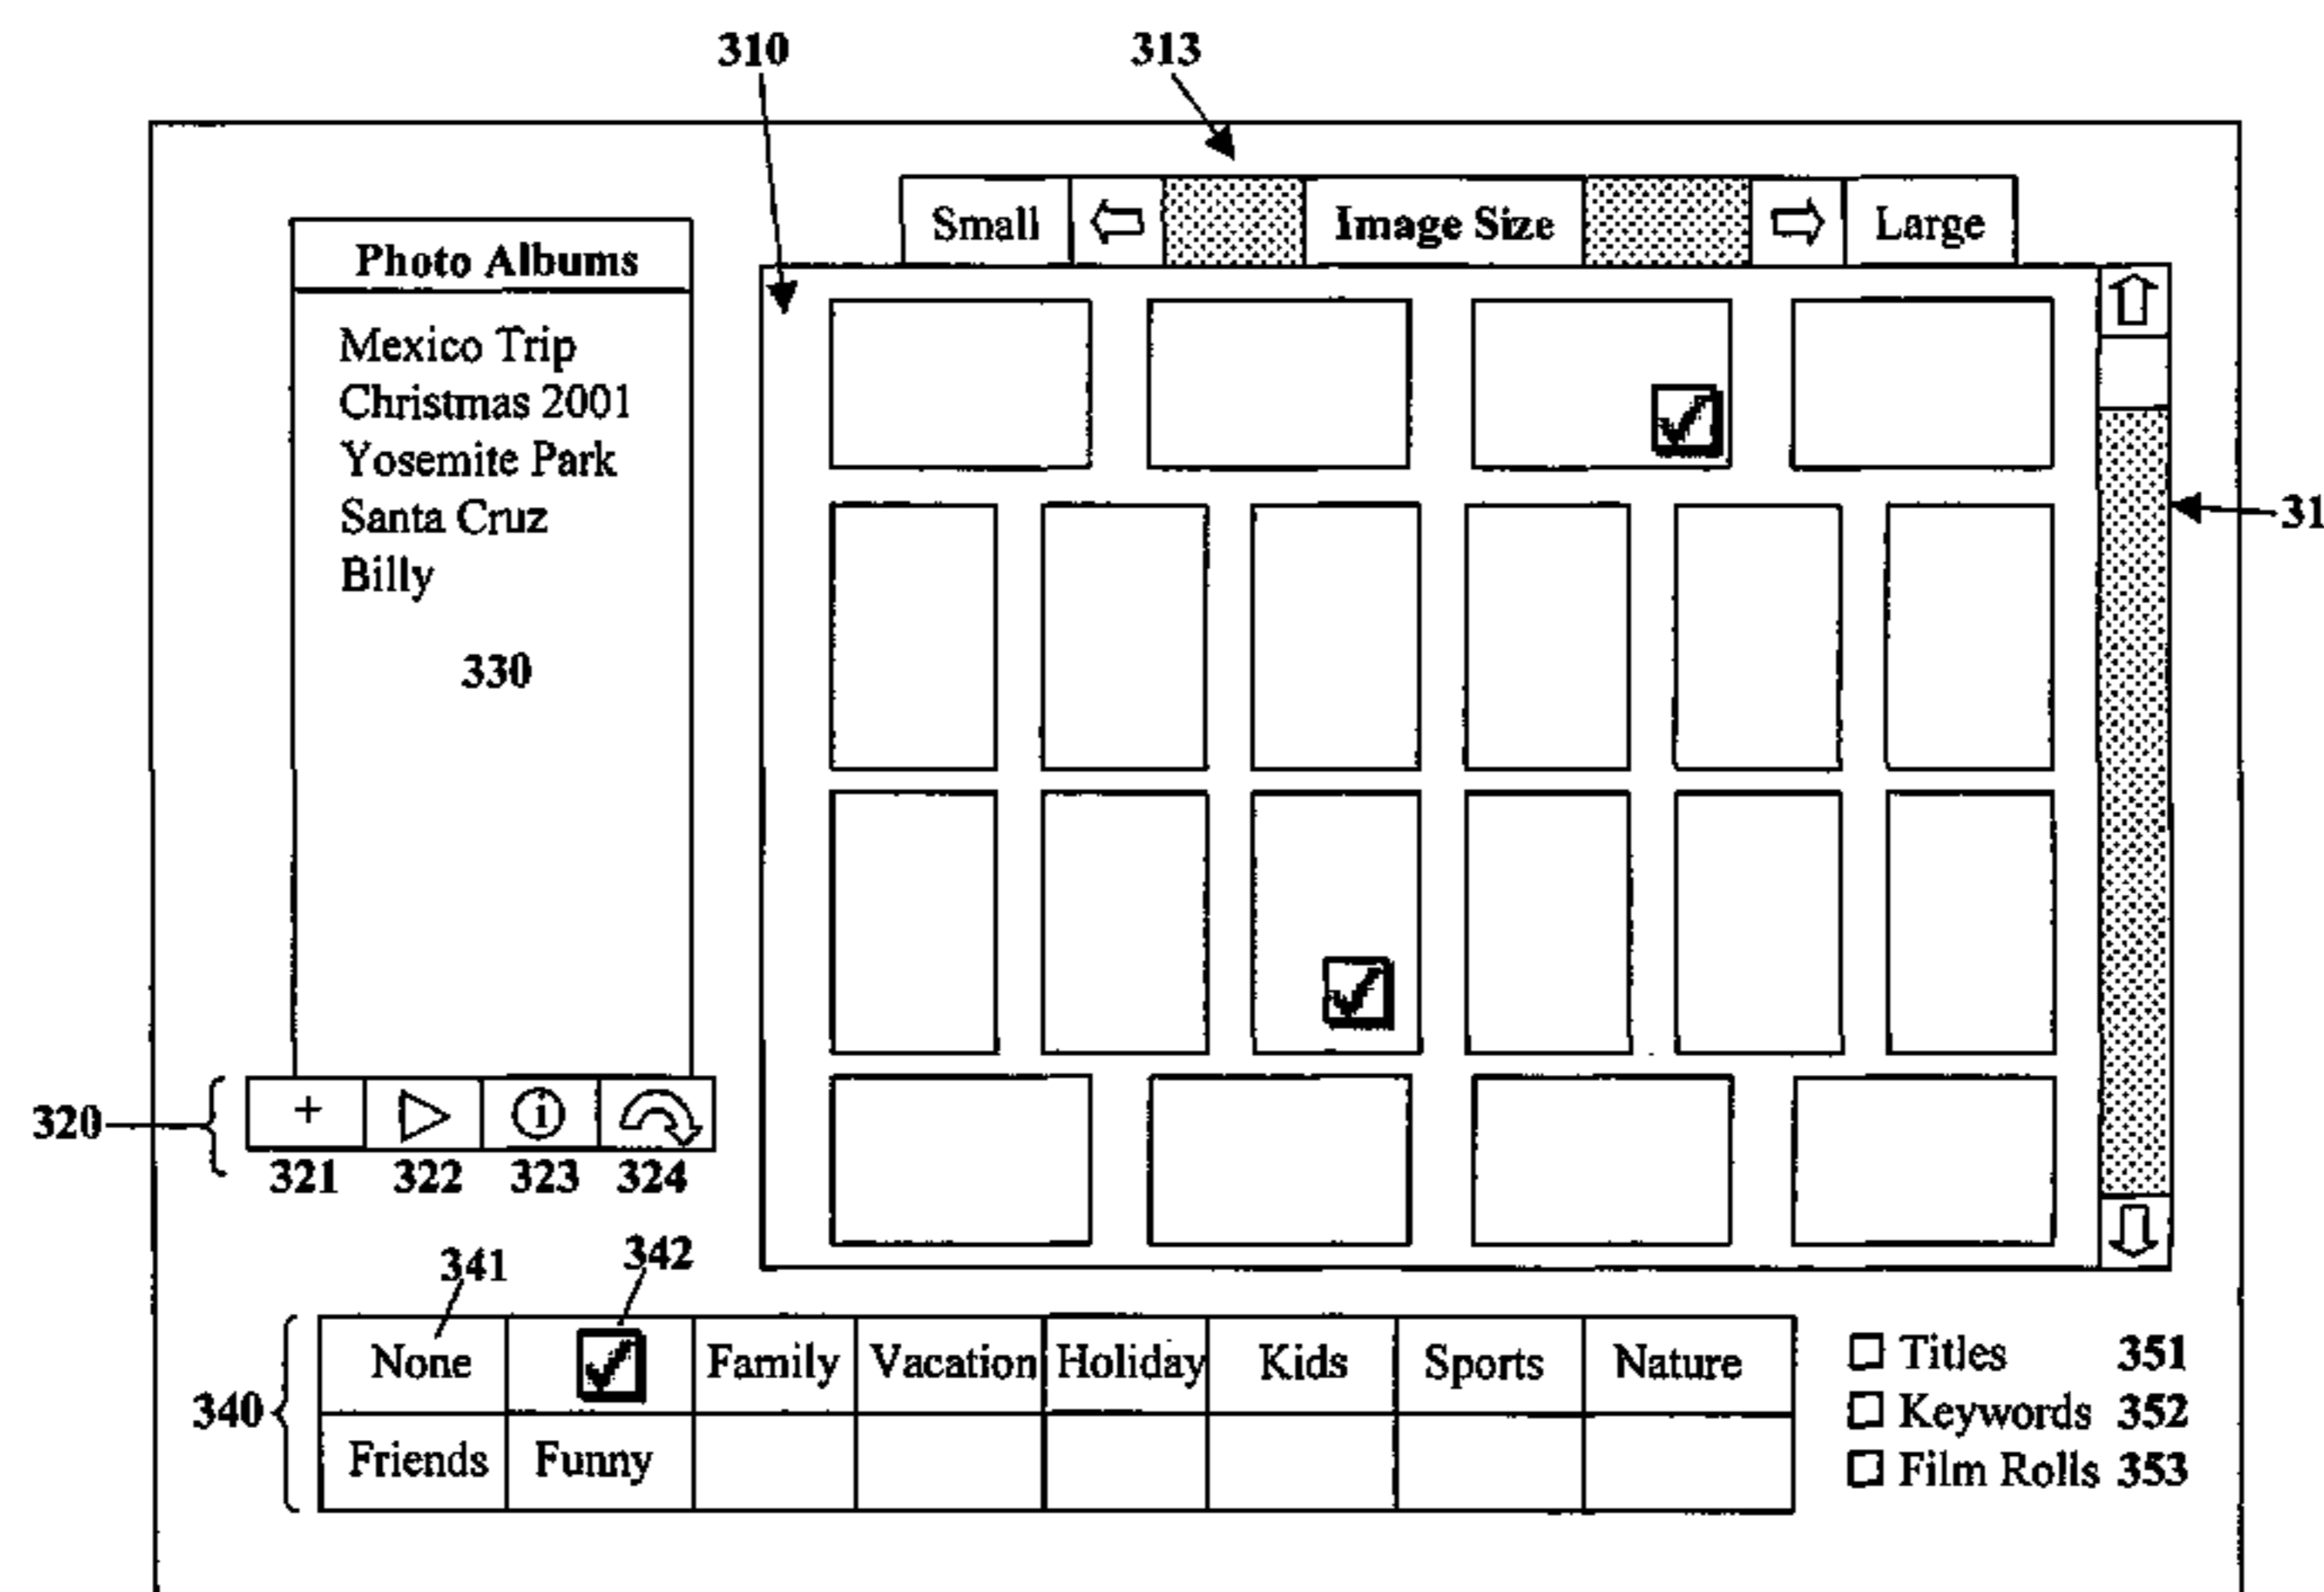 310 313
Small Image Size Large
Photo Albums
Mexico Trip
Christmas 2001
Yosemite Park
Santa Cruz
Billy
330
31
320
+ i
321 322 323 324
341 342
340
None Family Vacation Holiday Kids Sports Nature
Friends Funny
Titles 351
Keywords 352
Film Rolls 353